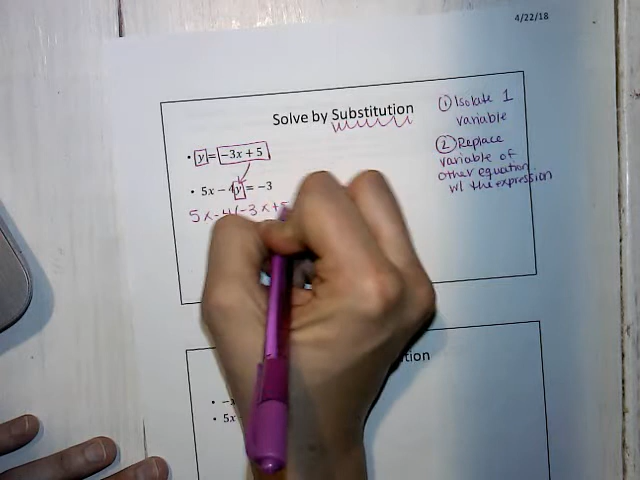 4/22/18
Solve by Substitution
• y = −3x + 5
• 5x − 4y = −3
5x-4(-3x+5
① Isolate 1
variable
② Replace
variable of
other equation
w/ the expression
• 5x